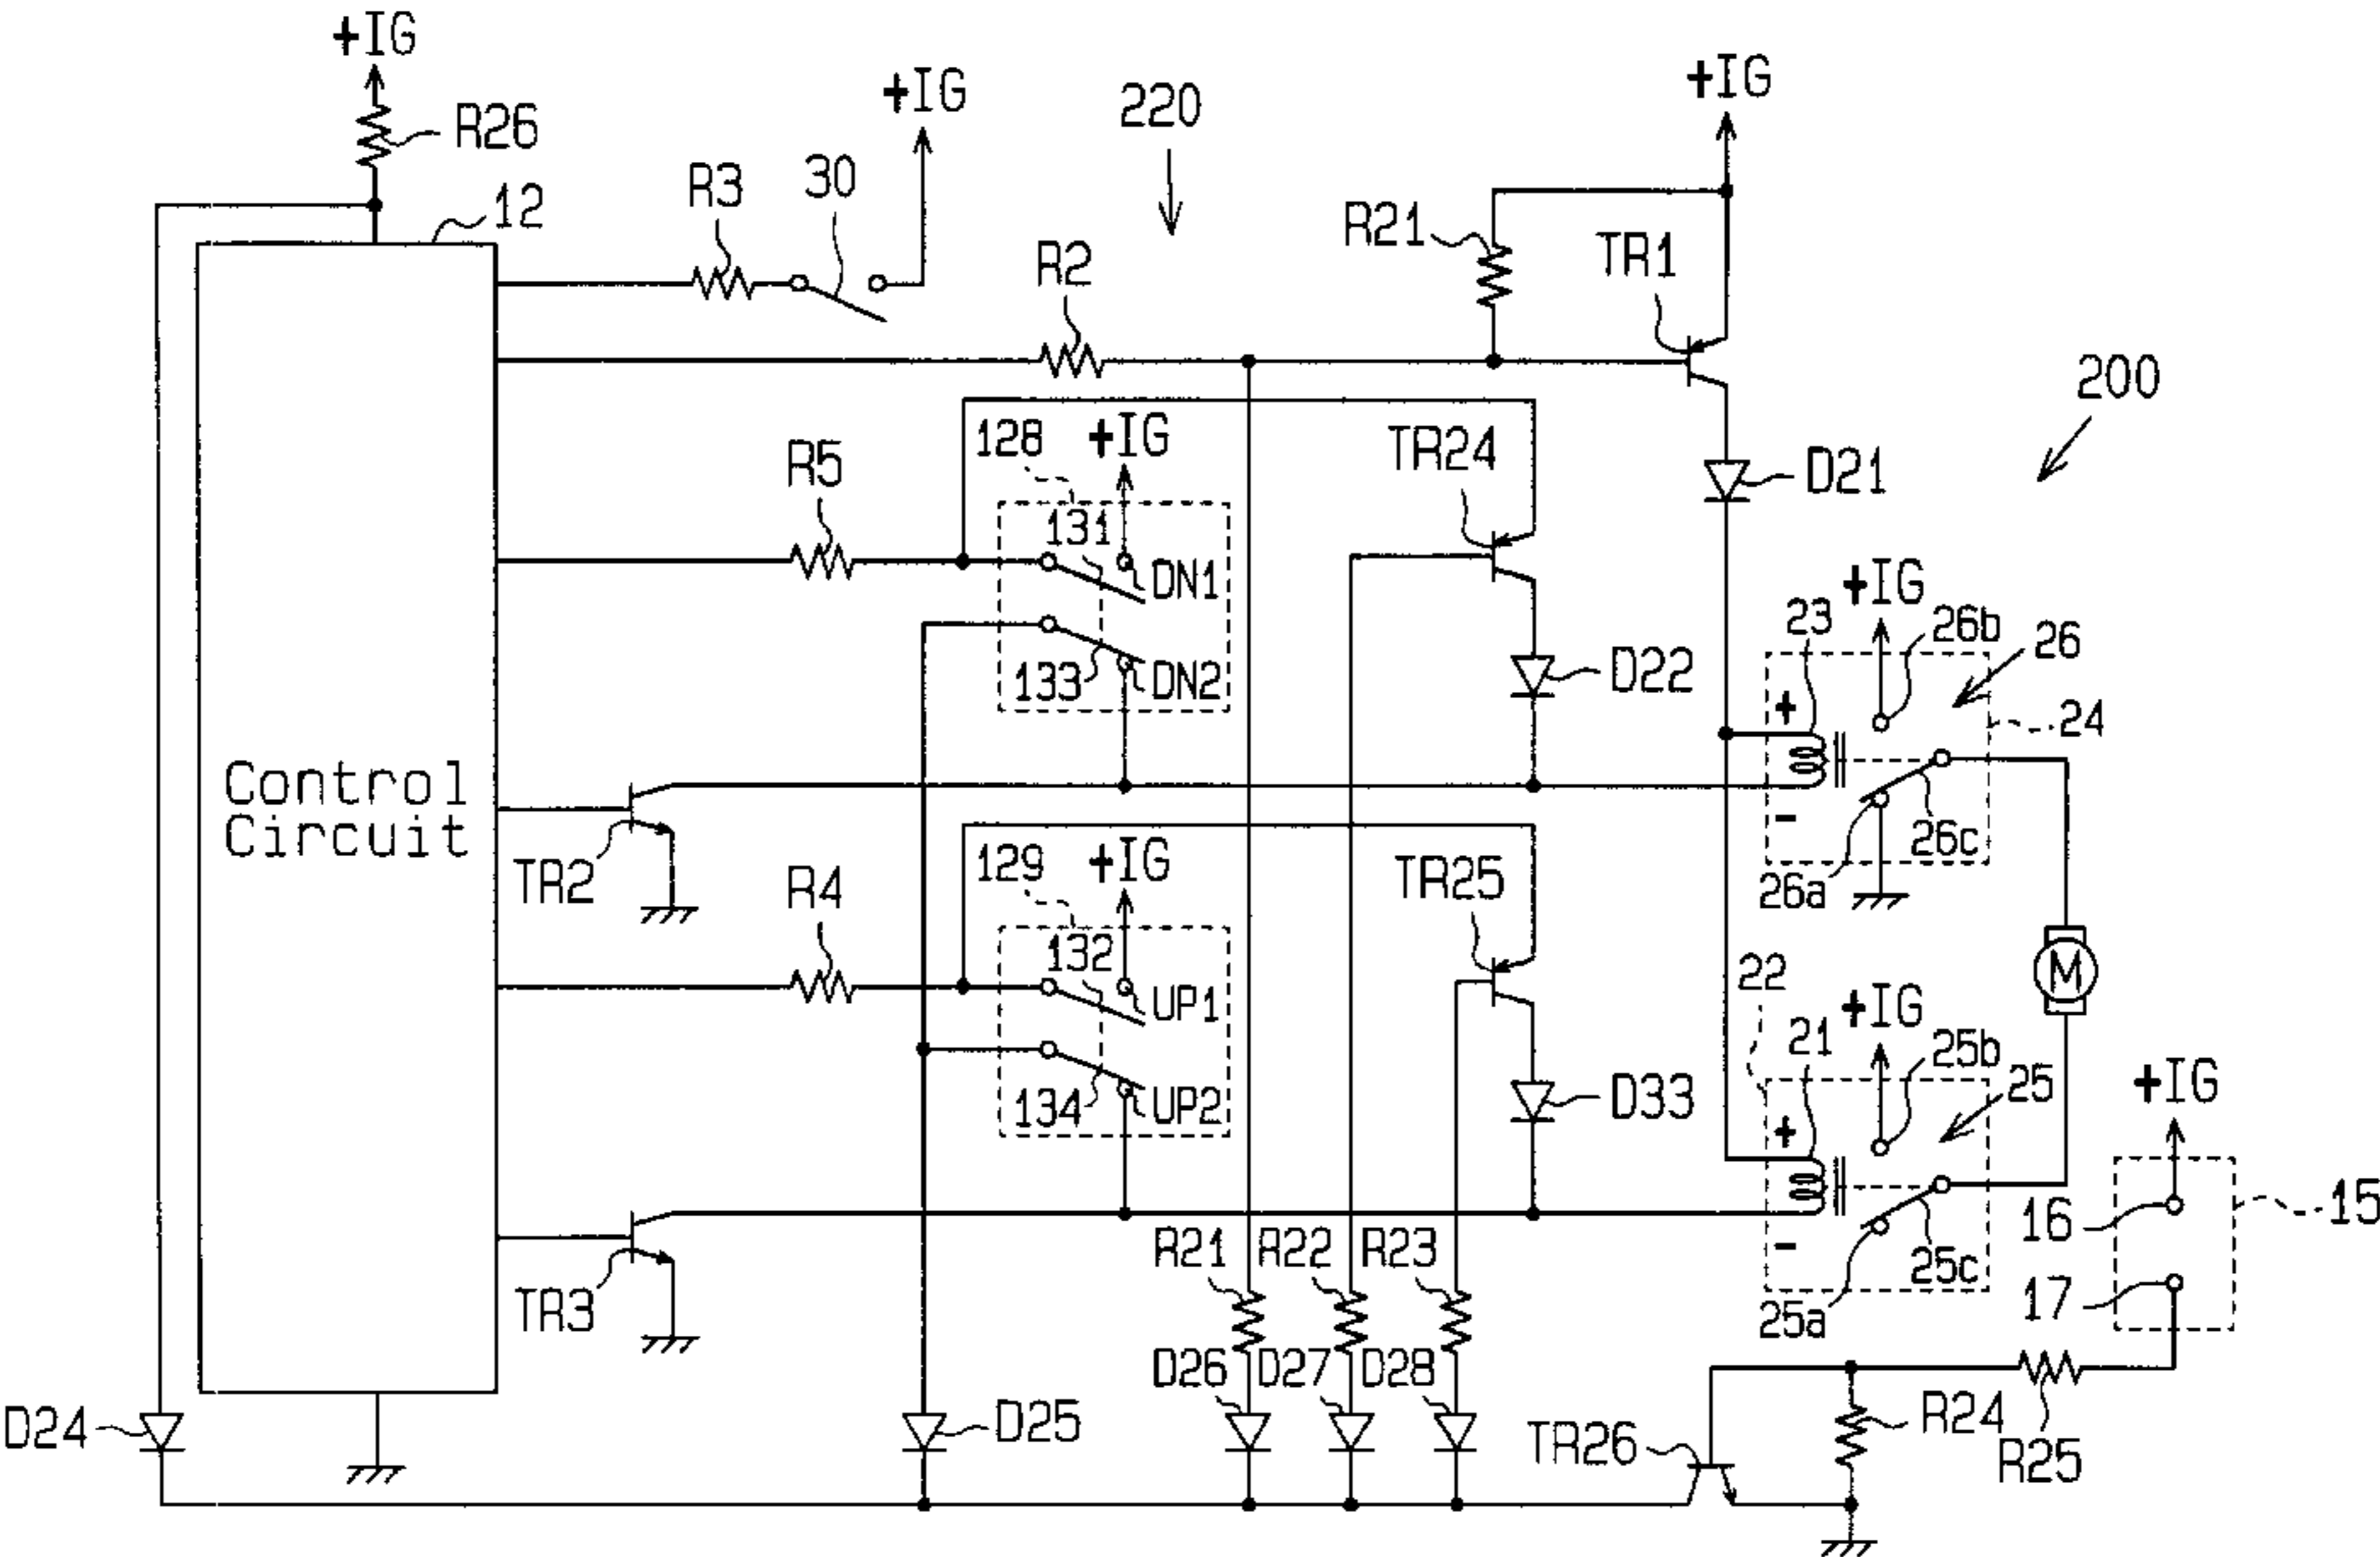 +IG
R26
+IG
220
+IG
12
R3
30
R2
R21
TR1
200
R5
128
+IG
131
DN1
133
DN2
TR24
D21
D22
23
+IG
26b
26
24
+
-
26a
26c
Control
Circuit
TR2
R4
129
+IG
132
UP1
134
UP2
TR25
D33
M
22
21
+IG
25b
25
+
-
25a
25c
+IG
16
15
17
TR3
R21
R22
R23
D24
D25
D26
D27
D28
TR26
R24
R25